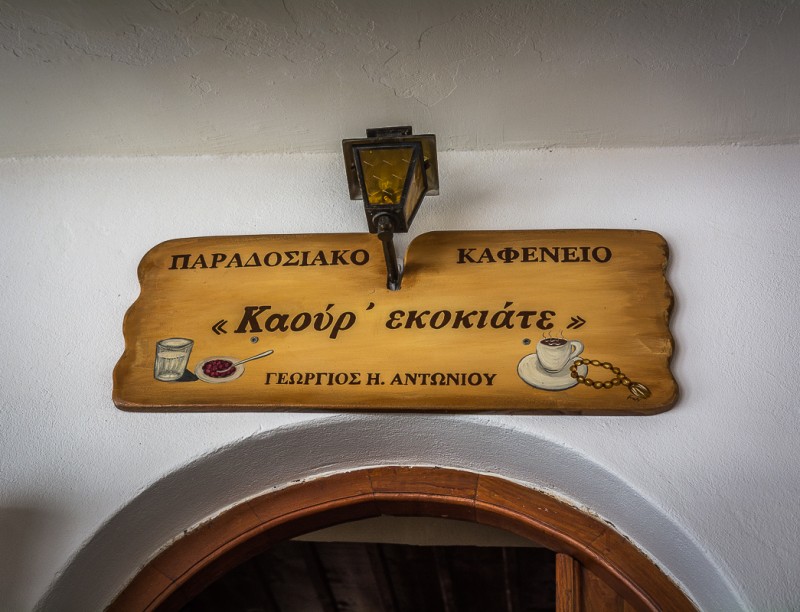 ΠΑΡΑΔΟΣΙΑΚΟ ΚΑΦΕΝΕΙΟ
« Καούρ ' εκοκιάτε »
ΓΕΩΡΓΙΟΣ Η. ΑΝΤΩΝΙΟΥ